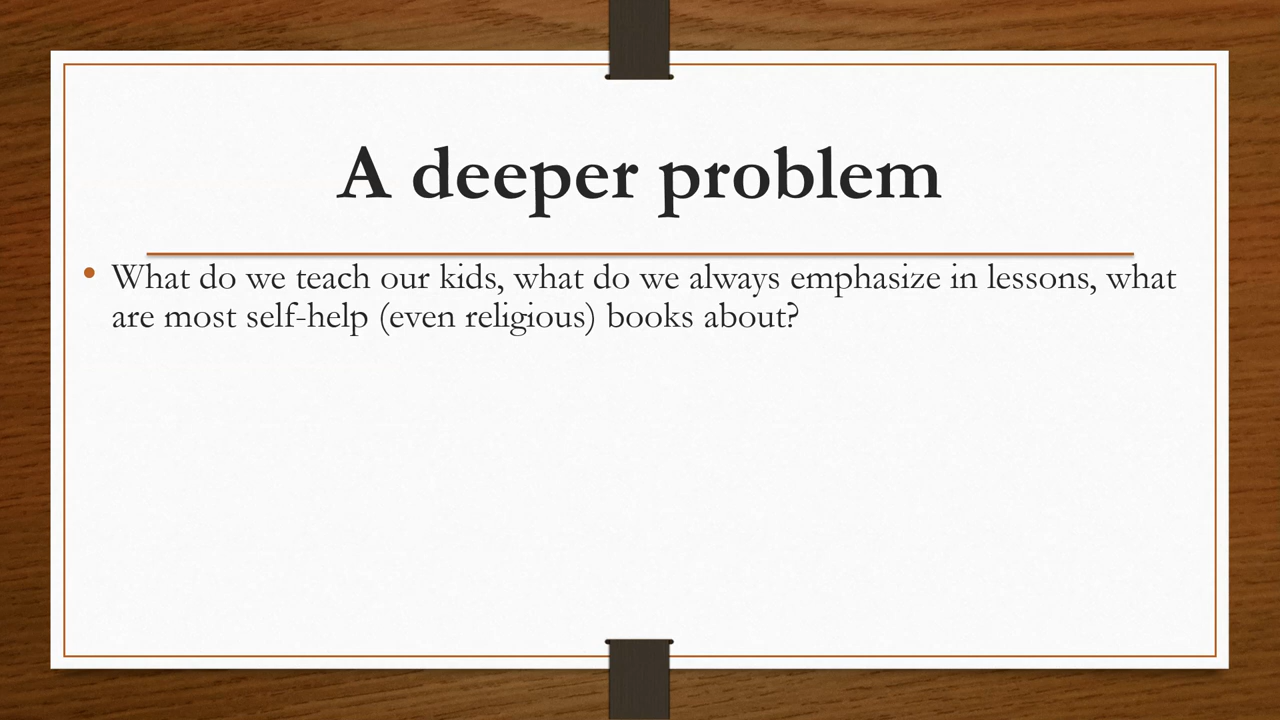 A deeper problem
• What do we teach our kids, what do we always emphasize in lessons, what
are most self-help (even religious) books about?